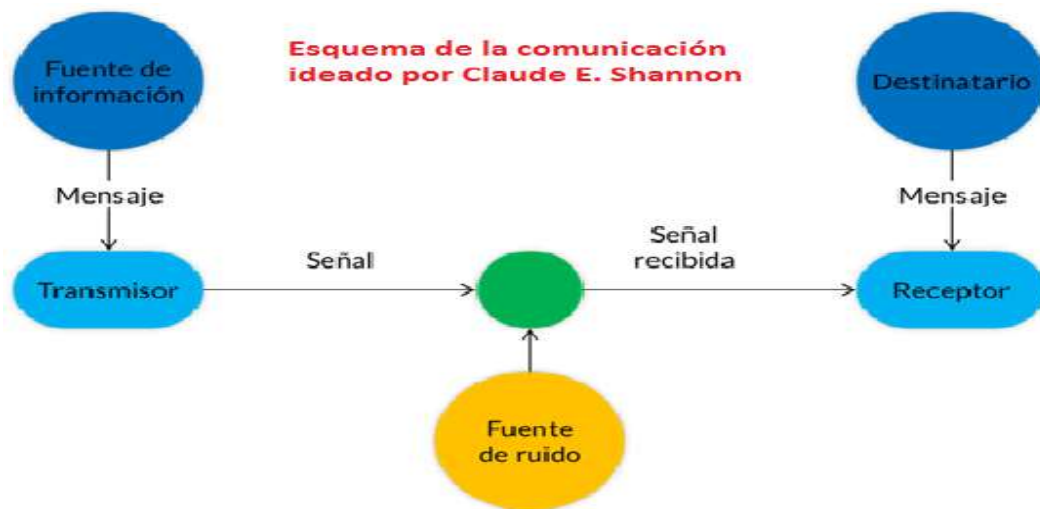 Esquema de la comunicación
ideado por Claude E. Shannon
Fuente de
información
Destinatario
Mensaje
Mensaje
Transmisor
Señal
Señal
recibida
Receptor
Fuente
de ruido